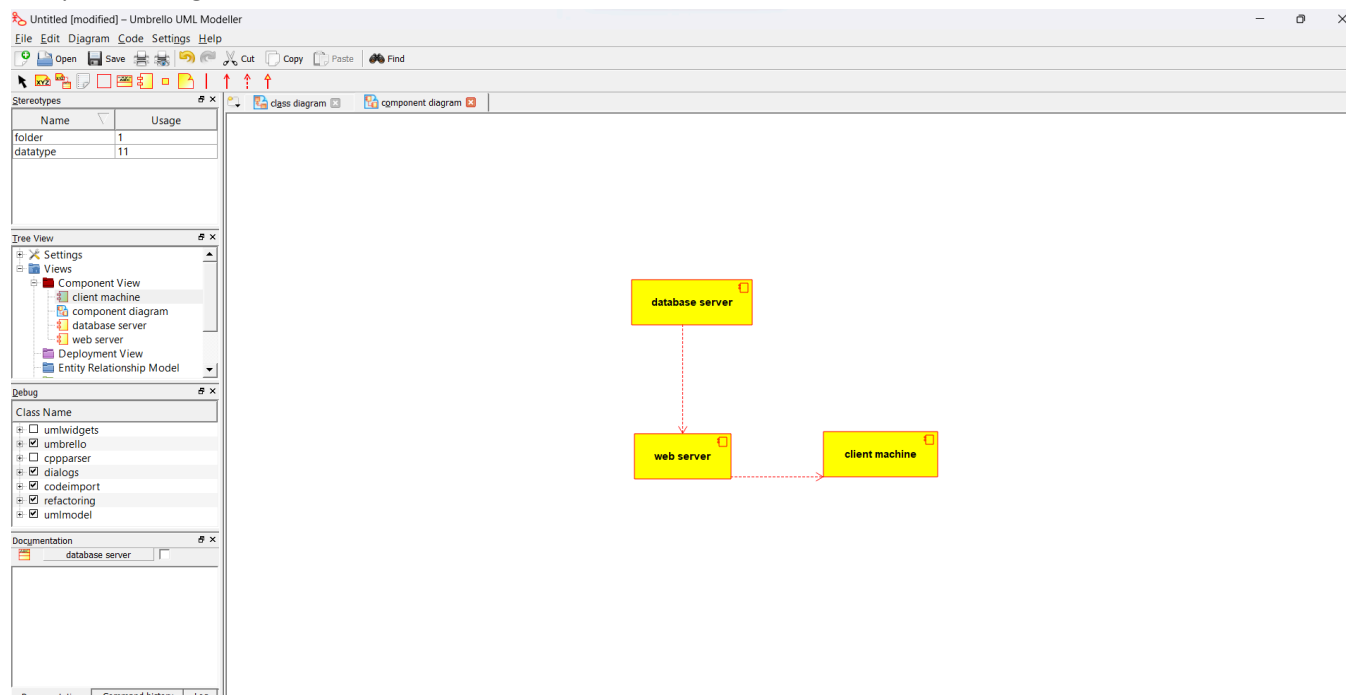 Untitled [modified] – Umbrello UML Modeller
File Edit Diagram Code Settings Help
Open Save Cut Copy Paste Find
Stereotypes
class diagram component diagram
Name Usage
folder 1
datatype 11
Tree View
Settings
Views
Component View
client machine
component diagram
database server
web server
Deployment View
Entity Relationship Model
database server
web server
client machine
Debug
Class Name
umlwidgets
umbrello
cppparser
dialogs
codeimport
refactoring
umlmodel
Documentation
database server